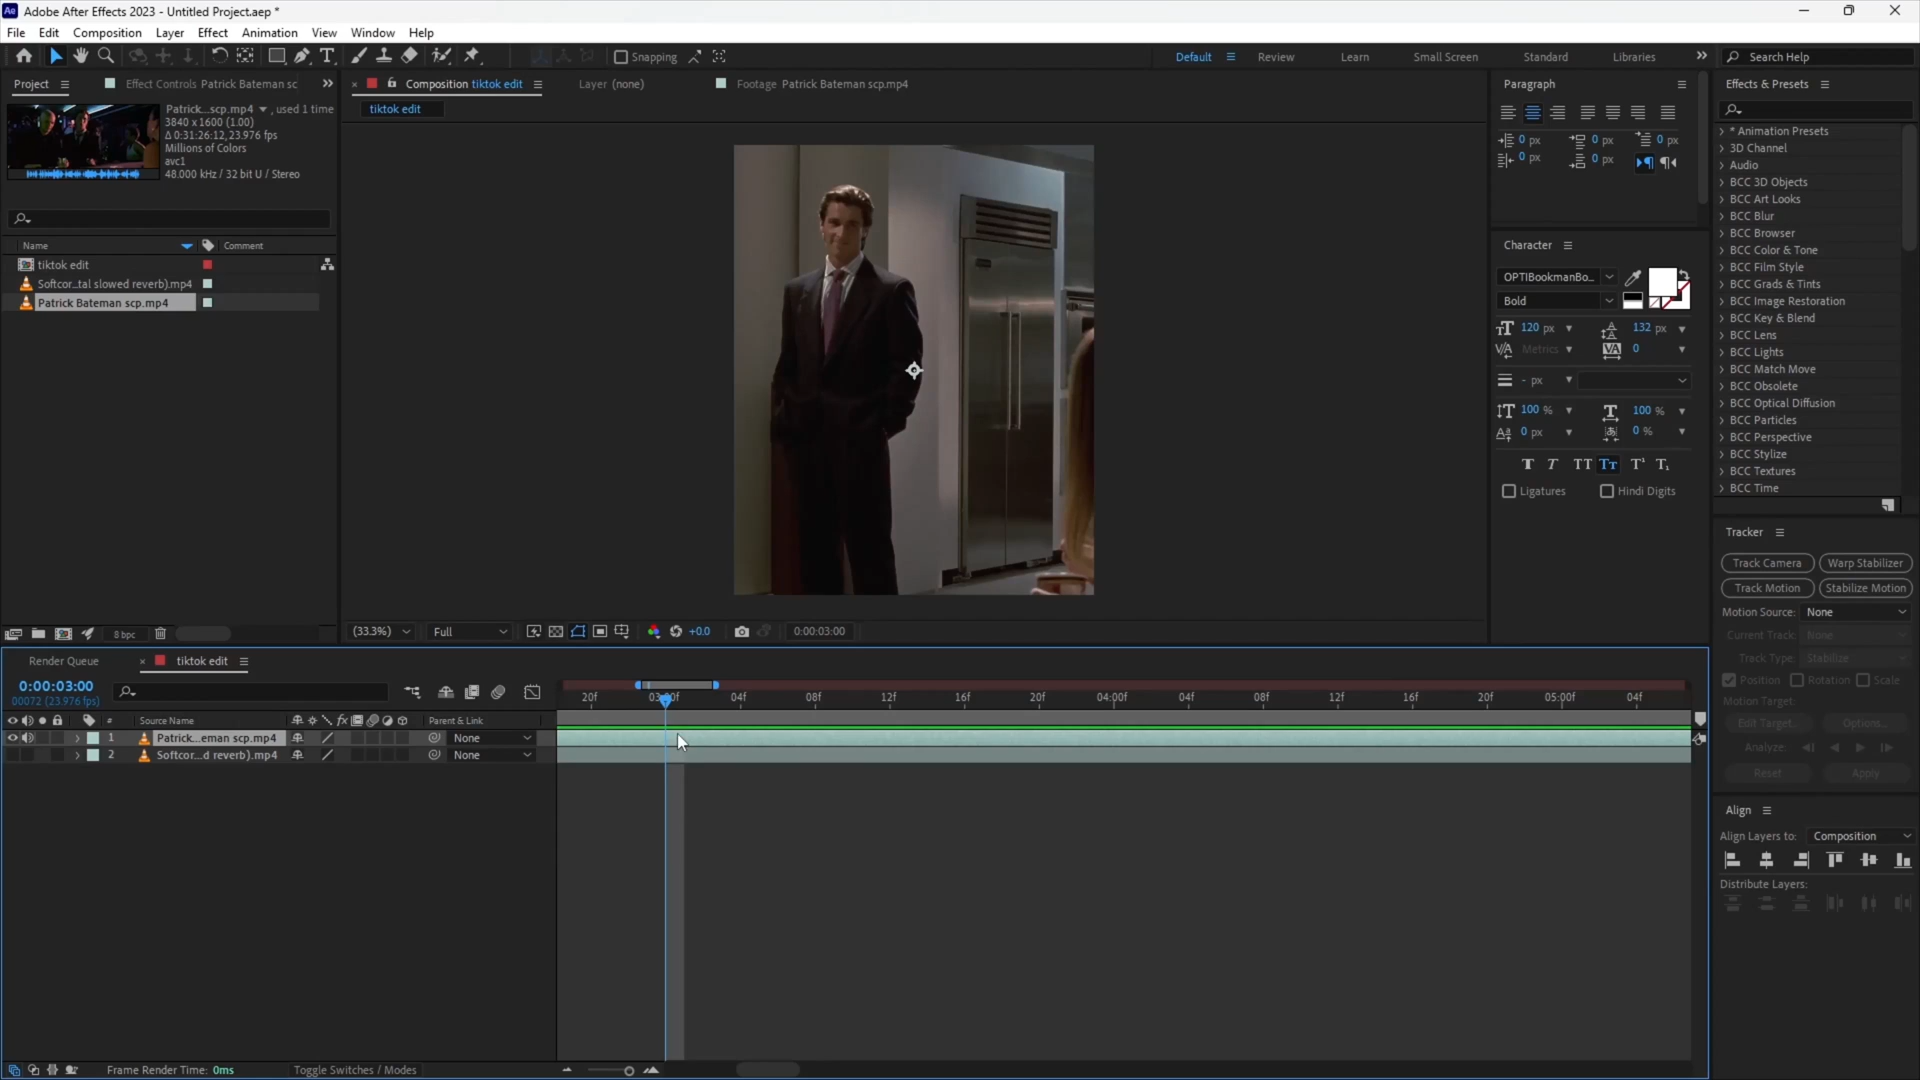 Adobe After Effects 2023 - Untitled Project.aep *
File Edit Composition Layer Effect Animation View Window Help
Snapping
Default Review Learn Small Screen Standard Libraries Search Help
Project Effect Controls Patrick Bateman sc
Composition tiktok edit Layer (none) Footage Patrick Bateman scp.mp4
tiktok edit
Patrick...scp.mp4 , used 1 time
3840 x 1600 (1.00)
Δ 0:31:26:12, 23.976 fps
Millions of Colors
avc1
48.000 kHz / 32 bit U / Stereo
Name Comment
tiktok edit
Softcor...tal slowed reverb).mp4
Patrick Bateman scp.mp4
8 bpc
(33.3%) Full +0.0 0:00:03:00
Paragraph
0 px 0 px 0 px
0 px 0 px
Character
OPTIBookmanBo...
Bold
120 px 132 px
Metrics 0
- px
100 % 100 %
0 px 0 %
Ligatures Hindi Digits
Effects & Presets
* Animation Presets
3D Channel
Audio
BCC 3D Objects
BCC Art Looks
BCC Blur
BCC Browser
BCC Color & Tone
BCC Film Style
BCC Grads & Tints
BCC Image Restoration
BCC Key & Blend
BCC Lens
BCC Lights
BCC Match Move
BCC Obsolete
BCC Optical Diffusion
BCC Particles
BCC Perspective
BCC Stylize
BCC Textures
BCC Time
Tracker
Track Camera Warp Stabilizer
Track Motion Stabilize Motion
Motion Source: None
Current Track: None
Track Type: Stabilize
Position Rotation Scale
Motion Target:
Edit Target... Options...
Analyze:
Reset Apply
Align
Align Layers to: Composition
Distribute Layers:
Render Queue tiktok edit
0:00:03:00
00072 (23.976 fps)
20f 03:00f 04f 08f 12f 16f 20f 04:00f 04f 08f 12f 16f 20f 05:00f 04f
# Source Name fx Parent & Link
1 Patrick...eman scp.mp4 None
2 Softcor...d reverb).mp4 None
Frame Render Time: 0ms Toggle Switches / Modes